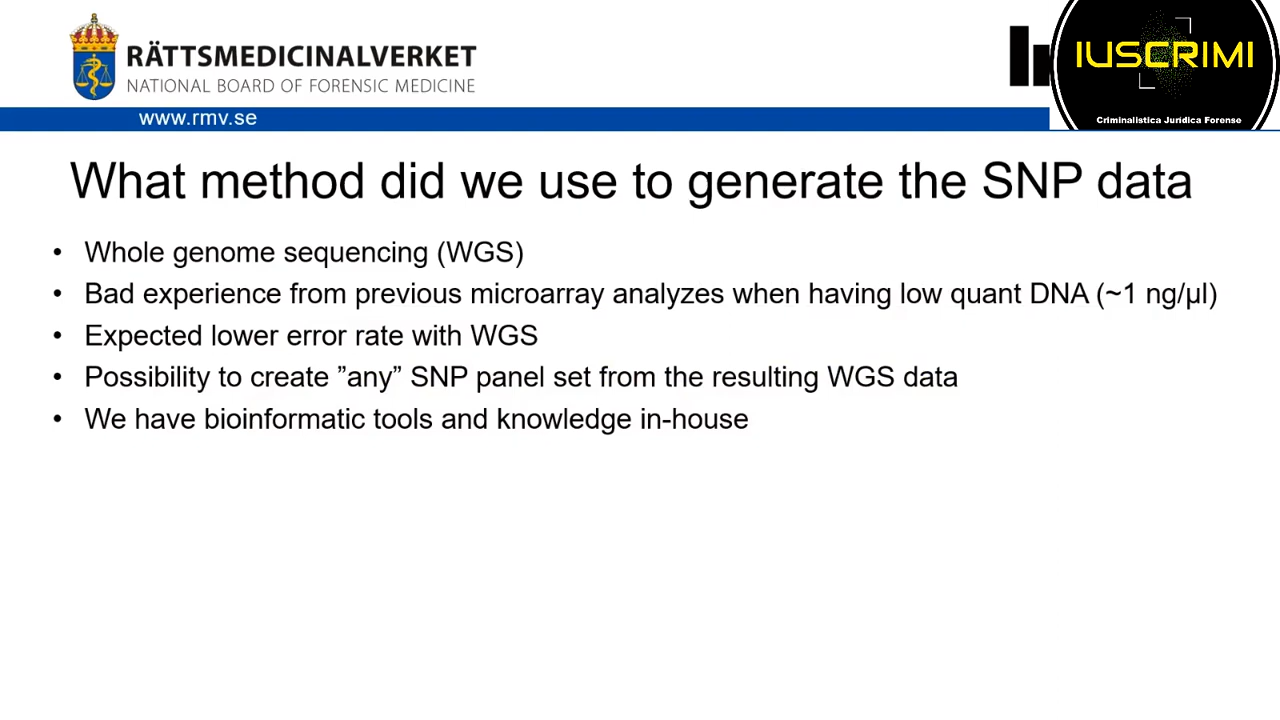 RÄTTSMEDICINALVERKET
NATIONAL BOARD OF FORENSIC MEDICINE
IUSCRIMI
Criminalistica Jurídica Forense
www.rmv.se
What method did we use to generate the SNP data
• Whole genome sequencing (WGS)
• Bad experience from previous microarray analyzes when having low quant DNA (~1 ng/µl)
• Expected lower error rate with WGS
• Possibility to create ”any” SNP panel set from the resulting WGS data
• We have bioinformatic tools and knowledge in-house